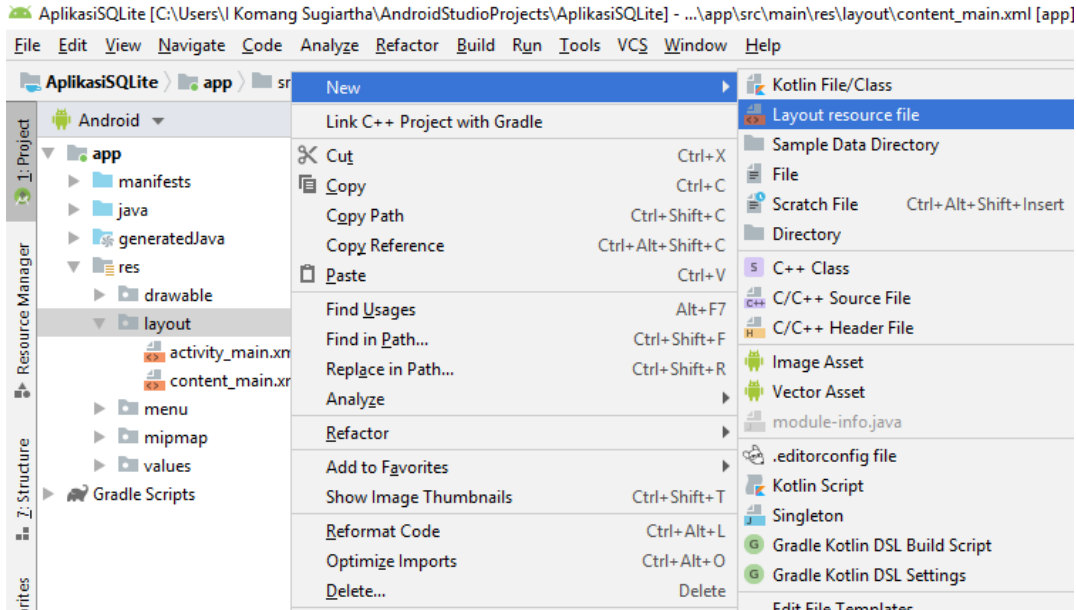 AplikasiSQLite [C:\Users\I Komang Sugiartha\AndroidStudioProjects\AplikasiSQLite] - ...\app\src\main\res\layout\content_main.xml [app]
File Edit View Navigate Code Analyze Refactor Build Run Tools VCS Window Help
AplikasiSQLite app sr
Android
1: Project
Resource Manager
7: Structure
rites
app
manifests
java
generatedJava
res
drawable
layout
activity_main.xm
content_main.xr
menu
mipmap
values
Gradle Scripts
New
Link C++ Project with Gradle
Cut Ctrl+X
Copy Ctrl+C
Copy Path Ctrl+Shift+C
Copy Reference Ctrl+Alt+Shift+C
Paste Ctrl+V
Find Usages Alt+F7
Find in Path... Ctrl+Shift+F
Replace in Path... Ctrl+Shift+R
Analyze
Refactor
Add to Favorites
Show Image Thumbnails Ctrl+Shift+T
Reformat Code Ctrl+Alt+L
Optimize Imports Ctrl+Alt+O
Delete... Delete
Kotlin File/Class
Layout resource file
Sample Data Directory
File
Scratch File Ctrl+Alt+Shift+Insert
Directory
S C++ Class
C++ C/C++ Source File
H C/C++ Header File
Image Asset
Vector Asset
module-info.java
.editorconfig file
Kotlin Script
J Singleton
G Gradle Kotlin DSL Build Script
G Gradle Kotlin DSL Settings
Edit File Templates